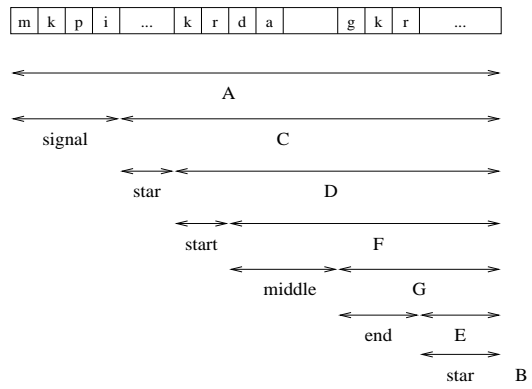 m k p i ... k r d a g k r ...
A
signal C
star D
start F
middle G
end E
star B